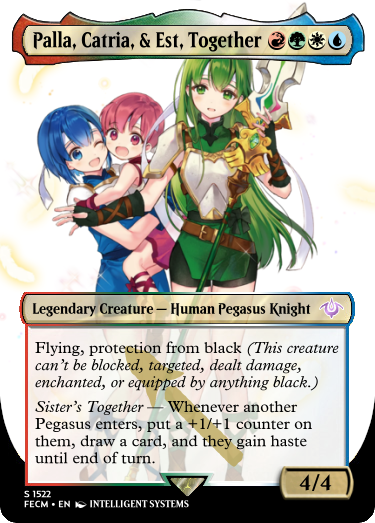 Palla, Catria, & Est, Together
Legendary Creature — Human Pegasus Knight
Flying, protection from black (This creature
can't be blocked, targeted, dealt damage,
enchanted, or equipped by anything black.)
Sister's Together — Whenever another
Pegasus enters, put a +1/+1 counter on
them, draw a card, and they gain haste
until end of turn.
4/4
S 1522
FECM • EN INTELLIGENT SYSTEMS